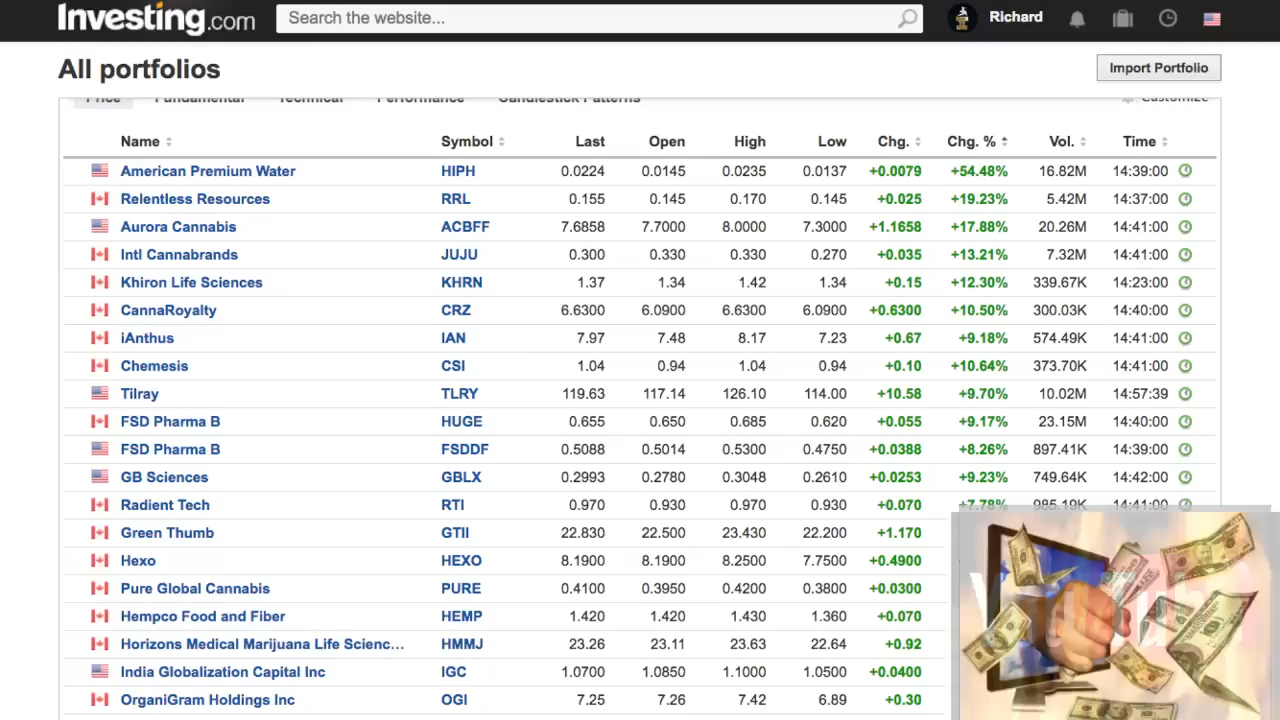 Investing.com Search the website... Richard
All portfolios Import Portfolio
Price Fundamental Technical Performance Candlestick Patterns Customize
Name Symbol Last Open High Low Chg. Chg. % Vol. Time
American Premium Water HIPH 0.0224 0.0145 0.0235 0.0137 +0.0079 +54.48% 16.82M 14:39:00
Relentless Resources RRL 0.155 0.145 0.170 0.145 +0.025 +19.23% 5.42M 14:37:00
Aurora Cannabis ACBFF 7.6858 7.7000 8.0000 7.3000 +1.1658 +17.88% 20.26M 14:41:00
Intl Cannabrands JUJU 0.300 0.330 0.330 0.270 +0.035 +13.21% 7.32M 14:41:00
Khiron Life Sciences KHRN 1.37 1.34 1.42 1.34 +0.15 +12.30% 339.67K 14:23:00
CannaRoyalty CRZ 6.6300 6.0900 6.6300 6.0900 +0.6300 +10.50% 300.03K 14:40:00
iAnthus IAN 7.97 7.48 8.17 7.23 +0.67 +9.18% 574.49K 14:41:00
Chemesis CSI 1.04 0.94 1.04 0.94 +0.10 +10.64% 373.70K 14:41:00
Tilray TLRY 119.63 117.14 126.10 114.00 +10.58 +9.70% 10.02M 14:57:39
FSD Pharma B HUGE 0.655 0.650 0.685 0.620 +0.055 +9.17% 23.15M 14:40:00
FSD Pharma B FSDDF 0.5088 0.5014 0.5300 0.4750 +0.0388 +8.26% 897.41K 14:39:00
GB Sciences GBLX 0.2993 0.2780 0.3048 0.2610 +0.0253 +9.23% 749.64K 14:42:00
Radient Tech RTI 0.970 0.930 0.970 0.930 +0.070 +7.78% 985.19K 14:41:00
Green Thumb GTII 22.830 22.500 23.430 22.200 +1.170
Hexo HEXO 8.1900 8.1900 8.2500 7.7500 +0.4900
Pure Global Cannabis PURE 0.4100 0.3950 0.4200 0.3800 +0.0300
Hempco Food and Fiber HEMP 1.420 1.420 1.430 1.360 +0.070
Horizons Medical Marijuana Life Scienc... HMMJ 23.26 23.11 23.63 22.64 +0.92
India Globalization Capital Inc IGC 1.0700 1.0850 1.1000 1.0500 +0.0400
OrganiGram Holdings Inc OGI 7.25 7.26 7.42 6.89 +0.30